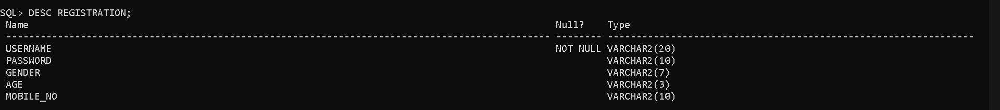 SQL> DESC REGISTRATION;
Name Null? Type
----------------------------------------------------------------------------------------------- -------- ----------------------------------------------------------------
USERNAME NOT NULL VARCHAR2(20)
PASSWORD VARCHAR2(10)
GENDER VARCHAR2(7)
AGE VARCHAR2(3)
MOBILE_NO VARCHAR2(10)